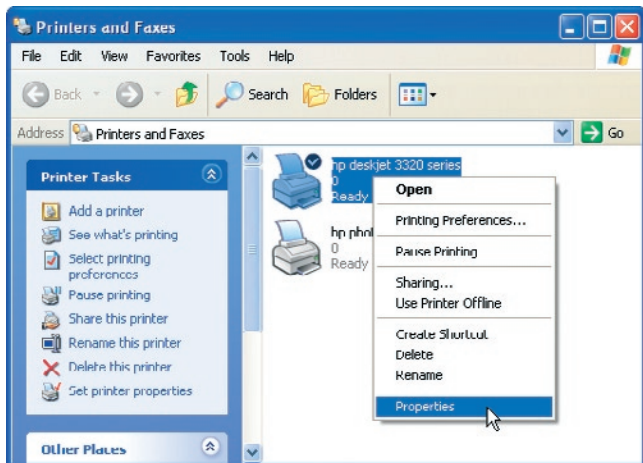 Printers and Faxes
File Edit View Favorites Tools Help
Back Search Folders
Address Printers and Faxes Go
Printer Tasks
Add a printer
See what's printing
Select printing
preferences
Pause printing
Share this printer
Rename this printer
Delete this printer
Set printer properties
Other Places
hp deskjet 3320 series
0
Ready
hp phot
0
Ready
Open
Printing Preferences...
Pause Printing
Sharing...
Use Printer Offline
Create Shortcut
Delete
Rename
Properties